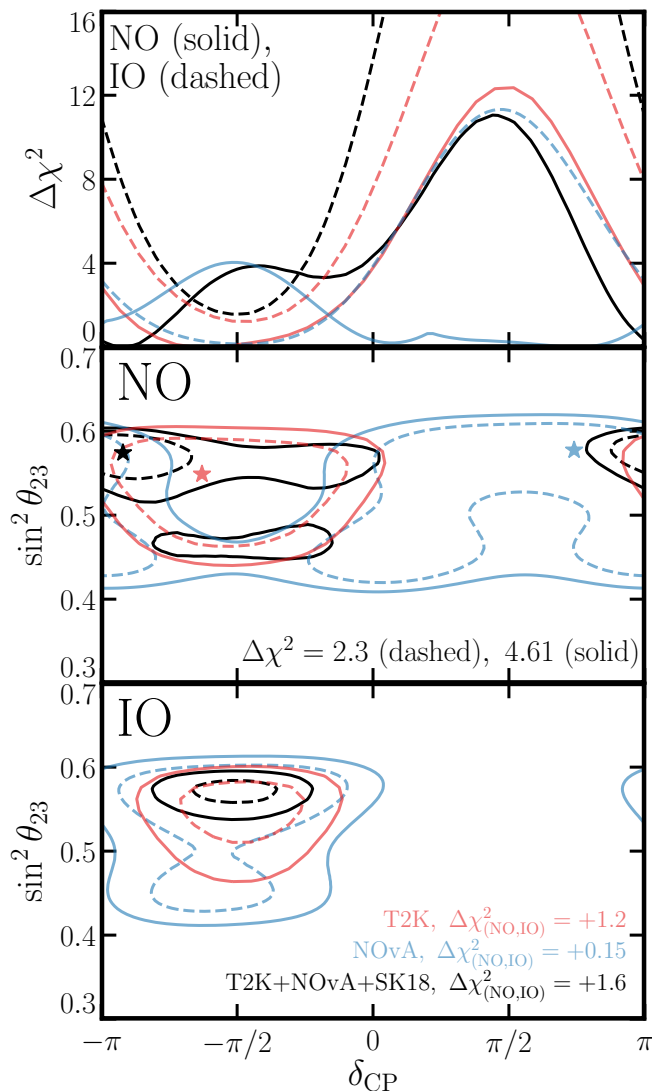 16
NO (solid),
IO (dashed)
12
8
4
0
Δχ²
0.7
NO
0.6
0.5
0.4
0.3
sin² θ₂₃
Δχ² = 2.3 (dashed), 4.61 (solid)
0.7
IO
0.6
0.5
0.4
0.3
sin² θ₂₃
T2K, Δχ²₍NO,IO₎ = +1.2
NOνA, Δχ²₍NO,IO₎ = +0.15
T2K+NOνA+SK18, Δχ²₍NO,IO₎ = +1.6
−π
−π/2
0
π/2
π
δCP